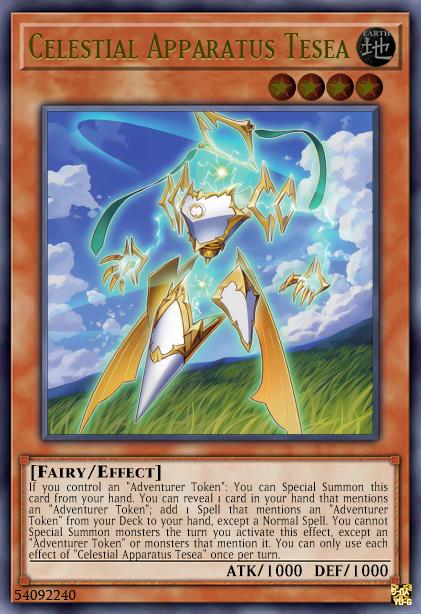 CELESTIAL APPARATUS TESEA
EARTH
地
[FAIRY/EFFECT]
If you control an "Adventurer Token": You can Special Summon this
card from your hand. You can reveal 1 card in your hand that mentions
an "Adventurer Token"; add 1 Spell that mentions an "Adventurer
Token" from your Deck to your hand, except a Normal Spell. You cannot
Special Summon monsters the turn you activate this effect, except an
"Adventurer Token" or monsters that mention it. You can only use each
effect of "Celestial Apparatus Tesea" once per turn.
ATK/1000 DEF/1000
54092240